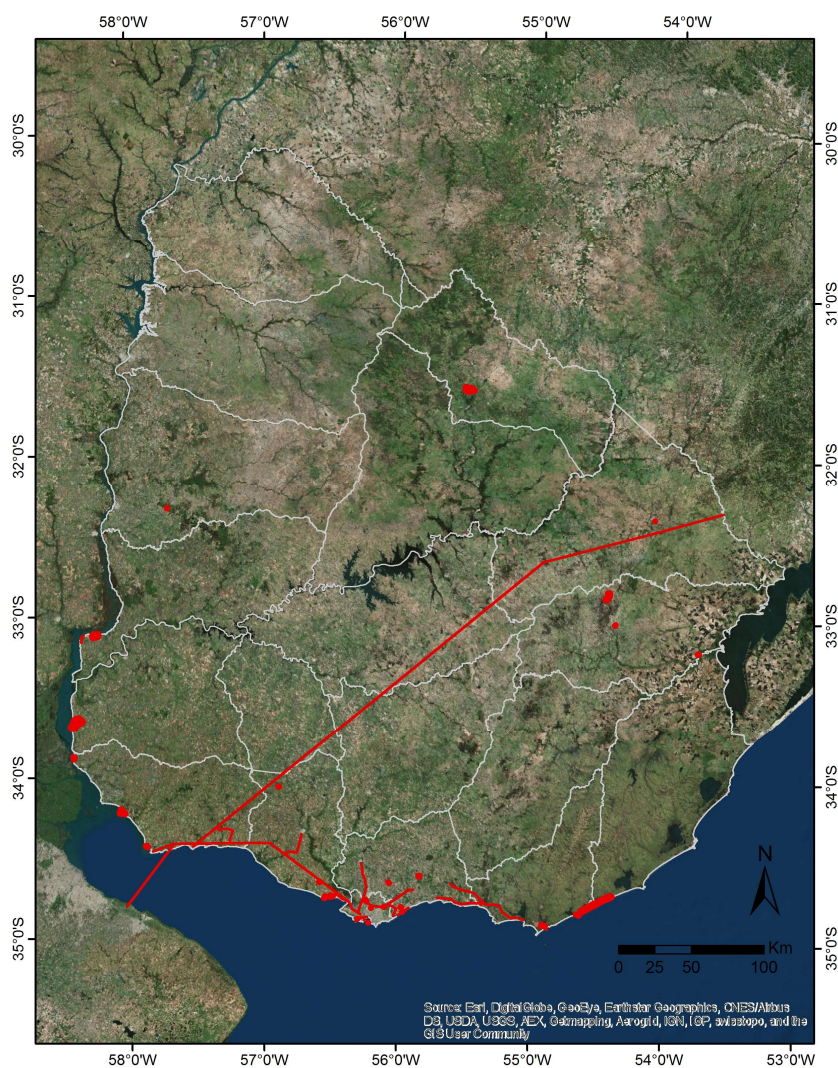 58°0'W 57°0'W 56°0'W 55°0'W 54°0'W
30°0'S 30°0'S
31°0'S 31°0'S
32°0'S 32°0'S
33°0'S 33°0'S
34°0'S 34°0'S
N
35°0'S 35°0'S
Km
0 25 50 100
Source: Esri, DigitalGlobe, GeoEye, Earthstar Geographics, CNES/Airbus
DS, USDA, USGS, AEX, Getmapping, Aerogrid, IGN, IGP, swisstopo, and the
GIS User Community
58°0'W 57°0'W 56°0'W 55°0'W 54°0'W 53°0'W